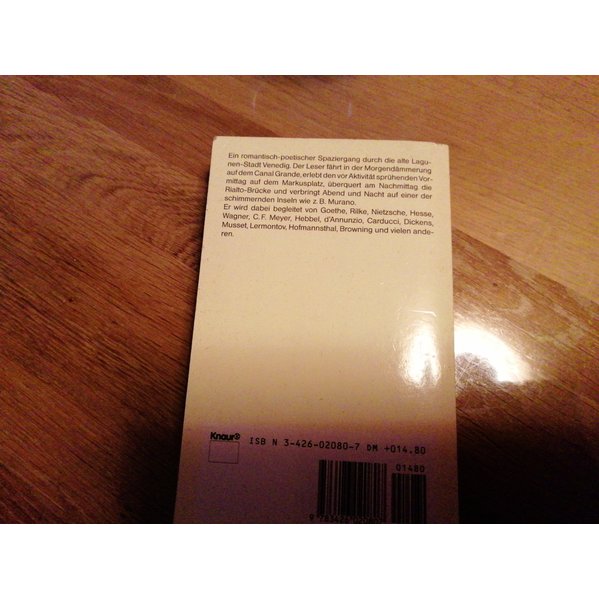 Ein romantisch-poetischer Spaziergang durch die alte Lagu-
nen-Stadt Venedig. Der Leser fährt in der Morgendämmerung
auf dem Canal Grande, erlebt den vor Aktivität sprühenden Vor-
mittag auf dem Markusplatz, überquert am Nachmittag die
Rialto-Brücke und verbringt Abend und Nacht auf einer der
schimmernden Inseln wie z. B. Murano.
Er wird dabei begleitet von Goethe, Rilke, Nietzsche, Hesse,
Wagner, C. F. Meyer, Hebbel, d'Annunzio, Carducci, Dickens,
Musset, Lermontov, Hofmannsthal, Browning und vielen ande-
ren.
Knaur®
ISBN 3-426-02080-7 DM +014.80
01480